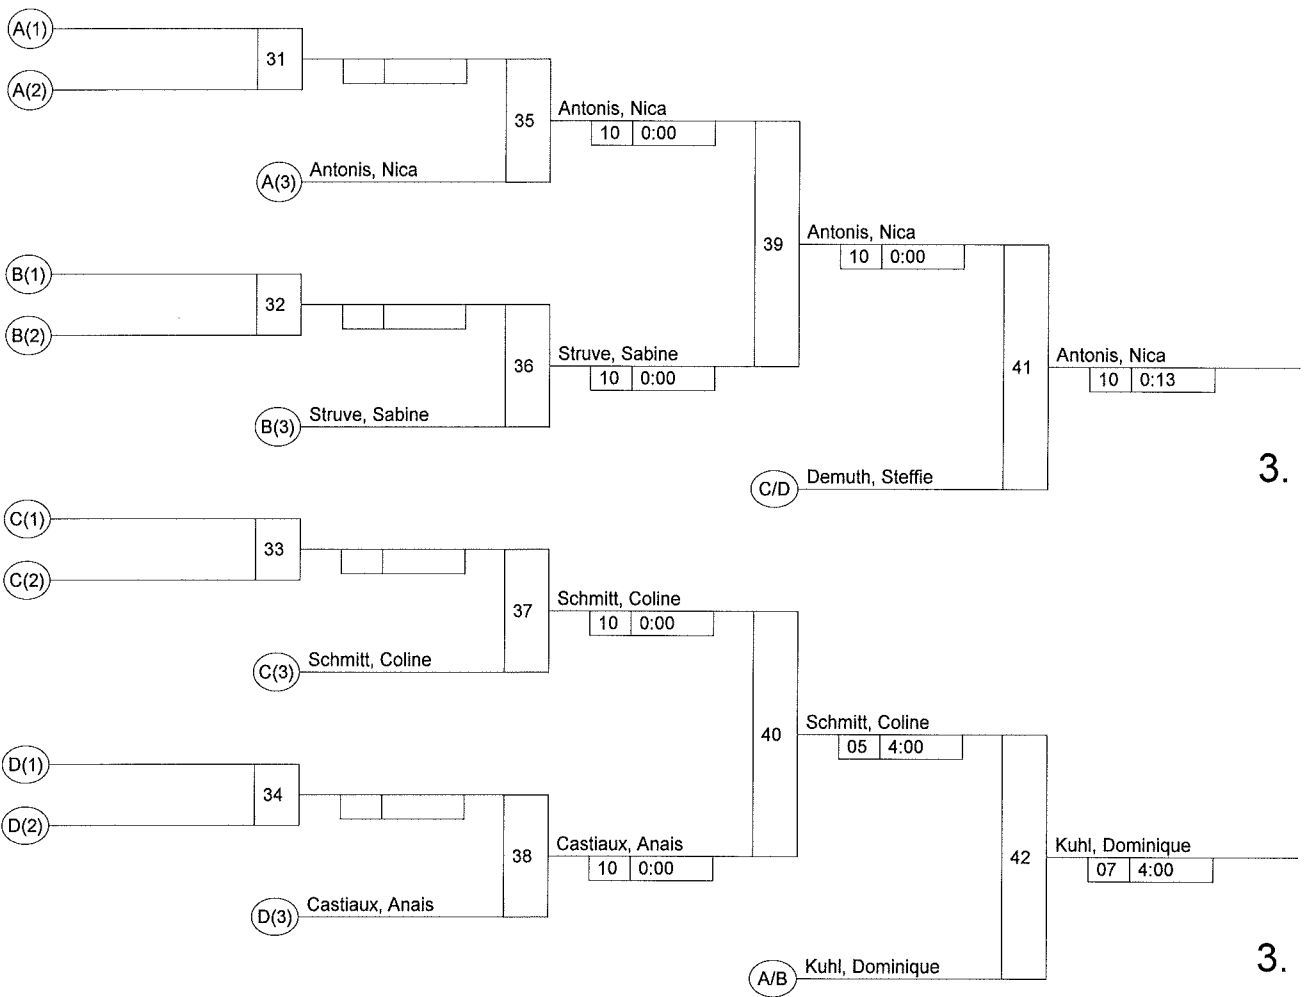 A(1)
31
A(2)
35
Antonis, Nica
10 0:00
A(3)
Antonis, Nica
39
Antonis, Nica
10 0:00
B(1)
32
B(2)
36
Struve, Sabine
10 0:00
B(3)
Struve, Sabine
41
Antonis, Nica
10 0:13
3.
C/D
Demuth, Steffie
C(1)
33
C(2)
37
Schmitt, Coline
10 0:00
C(3)
Schmitt, Coline
40
Schmitt, Coline
05 4:00
D(1)
34
D(2)
38
Castiaux, Anais
10 0:00
D(3)
Castiaux, Anais
42
Kuhl, Dominique
07 4:00
3.
A/B
Kuhl, Dominique